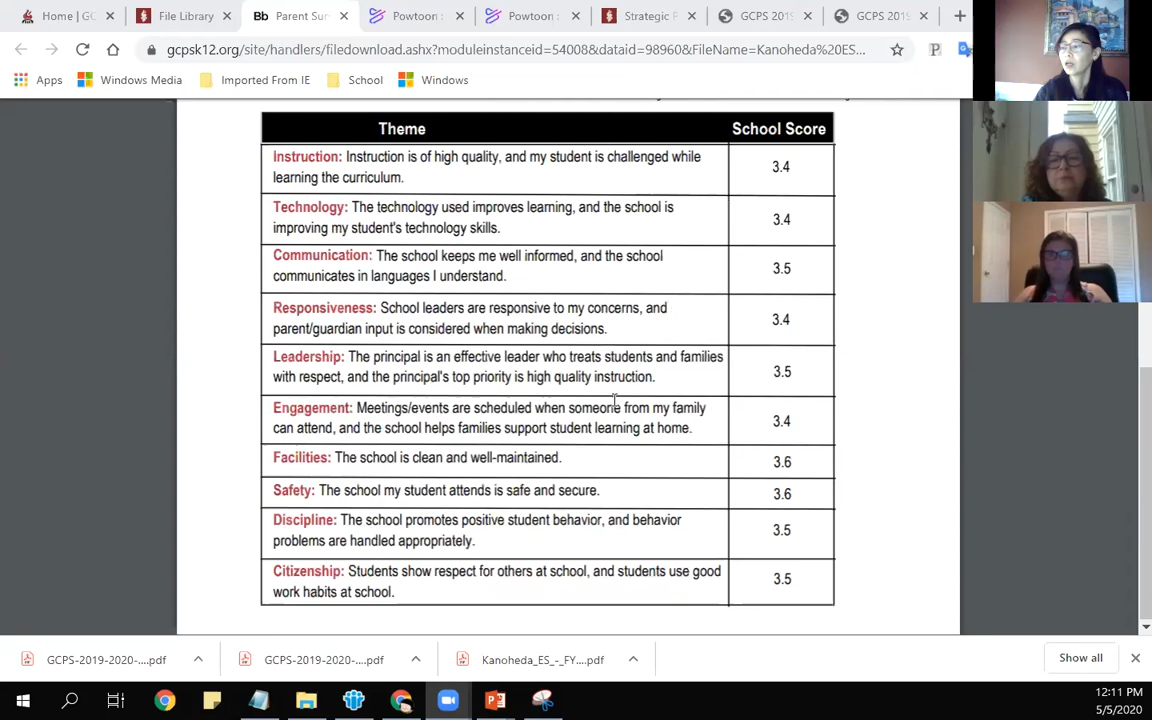 Home | GC
File Library
Bb Parent Sur
Powtoon :
Powtoon :
Strategic P
GCPS 2019
GCPS 2019
gcpsk12.org/site/handlers/filedownload.ashx?moduleinstanceid=54008&dataid=98960&FileName=Kanoheda%20ES...
Apps
Windows Media
Imported From IE
School
Windows
Theme
School Score
Instruction: Instruction is of high quality, and my student is challenged while
learning the curriculum.
3.4
Technology: The technology used improves learning, and the school is
improving my student's technology skills.
3.4
Communication: The school keeps me well informed, and the school
communicates in languages I understand.
3.5
Responsiveness: School leaders are responsive to my concerns, and
parent/guardian input is considered when making decisions.
3.4
Leadership: The principal is an effective leader who treats students and families
with respect, and the principal's top priority is high quality instruction.
3.5
Engagement: Meetings/events are scheduled when someone from my family
can attend, and the school helps families support student learning at home.
3.4
Facilities: The school is clean and well-maintained.
3.6
Safety: The school my student attends is safe and secure.
3.6
Discipline: The school promotes positive student behavior, and behavior
problems are handled appropriately.
3.5
Citizenship: Students show respect for others at school, and students use good
work habits at school.
3.5
GCPS-2019-2020-....pdf
GCPS-2019-2020-....pdf
Kanoheda_ES_-_FY....pdf
Show all
12:11 PM
5/5/2020